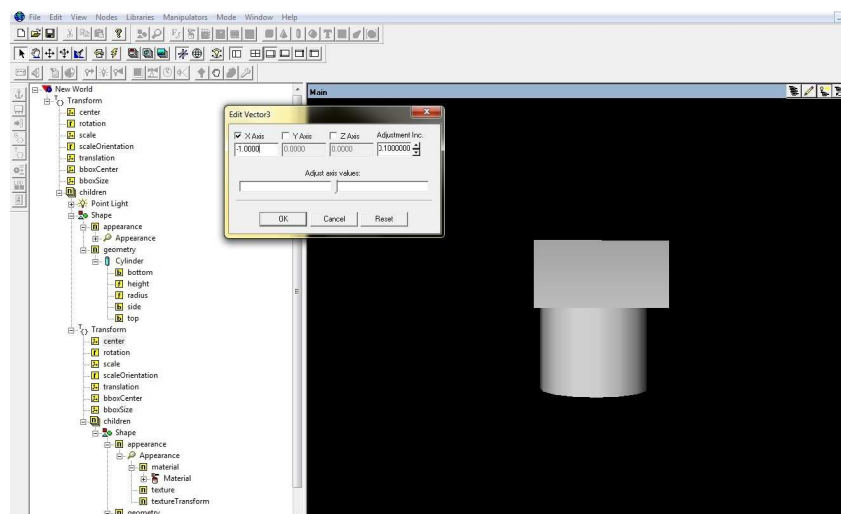 File Edit View Nodes Libraries Manipulators Mode Window Help
New World
Transform
center
rotation
scale
scaleOrientation
translation
bboxCenter
bboxSize
children
Point Light
Shape
appearance
Appearance
geometry
Cylinder
bottom
height
radius
side
top
Transform
center
rotation
scale
scaleOrientation
translation
bboxCenter
bboxSize
children
Shape
appearance
Appearance
material
Material
texture
textureTransform
geometry
Main
Edit Vector3
X Axis Y Axis Z Axis Adjustment Inc.
-1.0000 0.0000 0.0000 0.1000000
Adjust axis values:
OK Cancel Reset